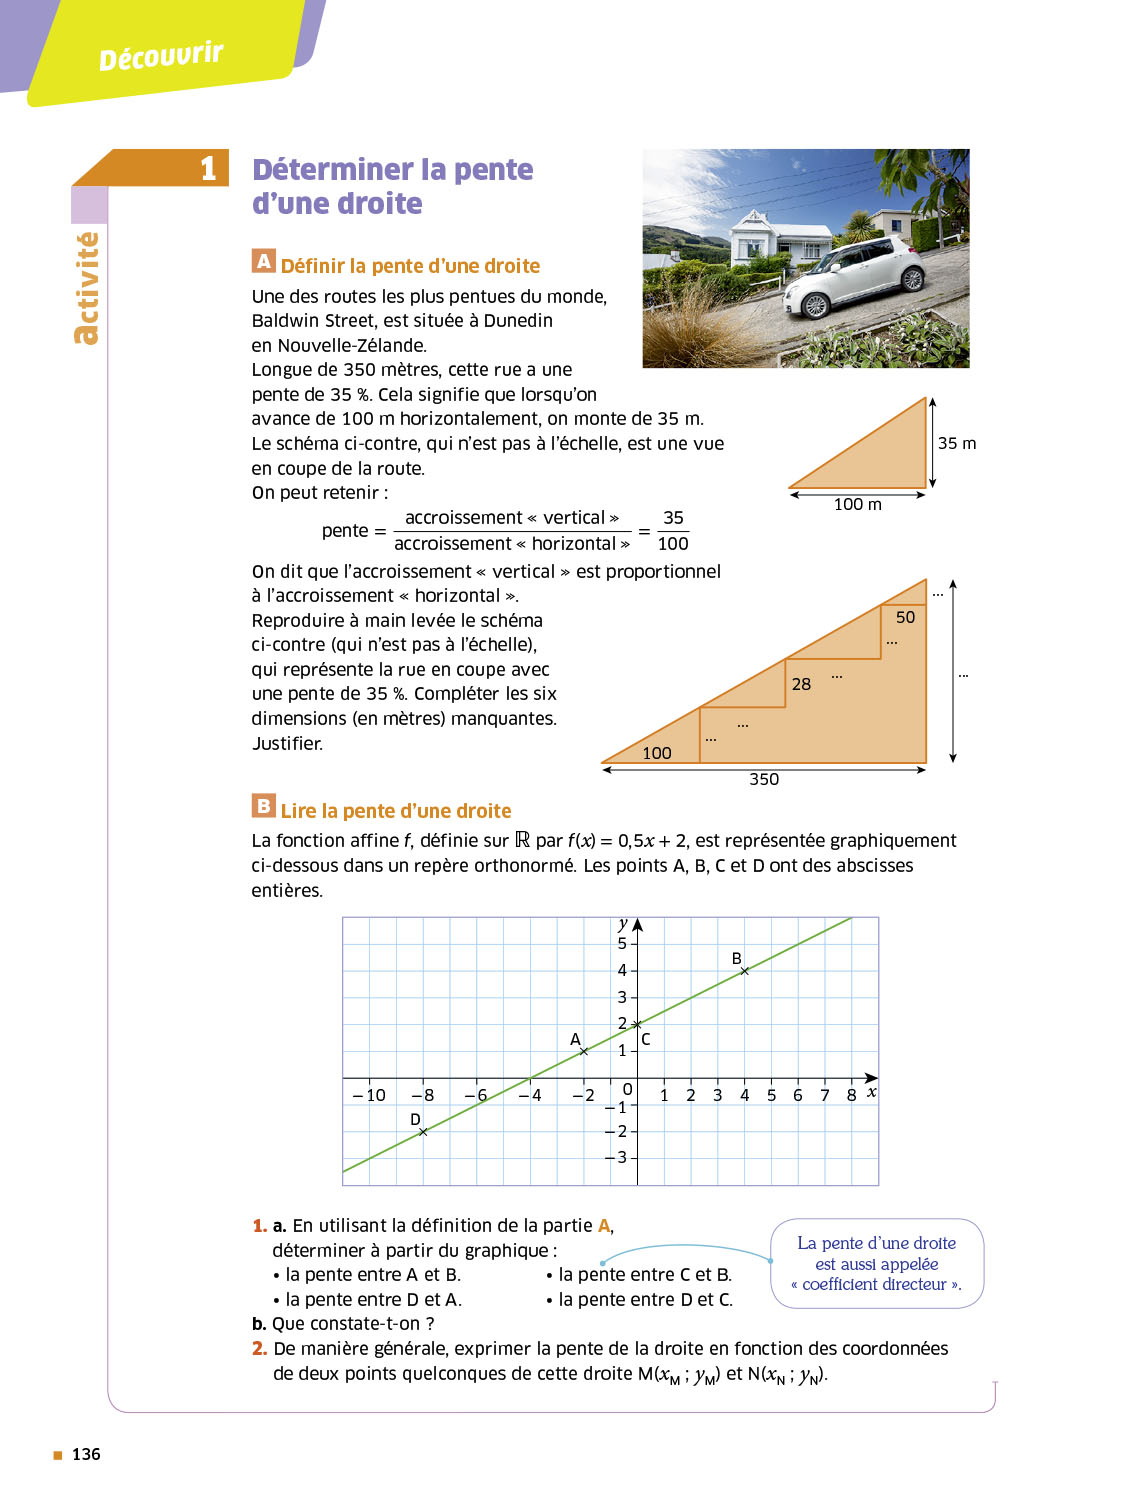 Découvrir
activité
1
Déterminer la pente
d'une droite
A Définir la pente d'une droite
Une des routes les plus pentues du monde,
Baldwin Street, est située à Dunedin
en Nouvelle-Zélande.
Longue de 350 mètres, cette rue a une
pente de 35 %. Cela signifie que lorsqu'on
avance de 100 m horizontalement, on monte de 35 m.
Le schéma ci-contre, qui n'est pas à l'échelle, est une vue
en coupe de la route.
On peut retenir :
pente = accroissement « vertical » / accroissement « horizontal » = 35 / 100
35 m
100 m
On dit que l'accroissement « vertical » est proportionnel
à l'accroissement « horizontal ».
Reproduire à main levée le schéma
ci-contre (qui n'est pas à l'échelle),
qui représente la rue en coupe avec
une pente de 35 %. Compléter les six
dimensions (en mètres) manquantes.
Justifier.
...
50
...
...
28
...
...
...
100
350
B Lire la pente d'une droite
La fonction affine f, définie sur ℝ par f(x) = 0,5x + 2, est représentée graphiquement
ci-dessous dans un repère orthonormé. Les points A, B, C et D ont des abscisses
entières.
y
5
4
3
2
1
B
A
C
−10 −8 −6 −4 −2 0 1 2 3 4 5 6 7 8 x
D
−1
−2
−3
1. a. En utilisant la définition de la partie A,
déterminer à partir du graphique :
• la pente entre A et B. • la pente entre C et B.
• la pente entre D et A. • la pente entre D et C.
La pente d'une droite
est aussi appelée
« coefficient directeur ».
b. Que constate-t-on ?
2. De manière générale, exprimer la pente de la droite en fonction des coordonnées
de deux points quelconques de cette droite M(xM ; yM) et N(xN ; yN).
136